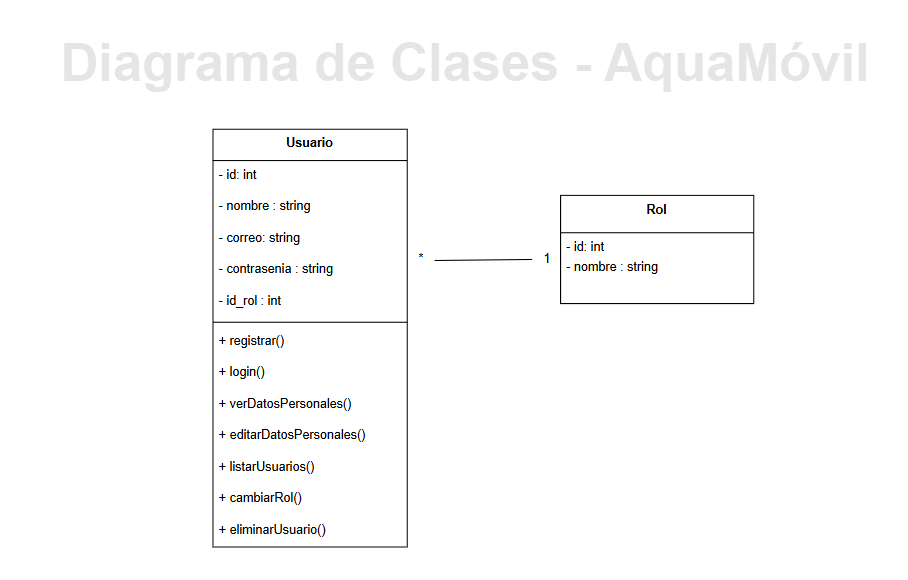 Diagrama de Clases - AquaMóvil
Usuario
- id: int
- nombre : string
- correo: string
- contrasenia : string
- id_rol : int
+ registrar()
+ login()
+ verDatosPersonales()
+ editarDatosPersonales()
+ listarUsuarios()
+ cambiarRol()
+ eliminarUsuario()
* 1
Rol
- id: int
- nombre : string